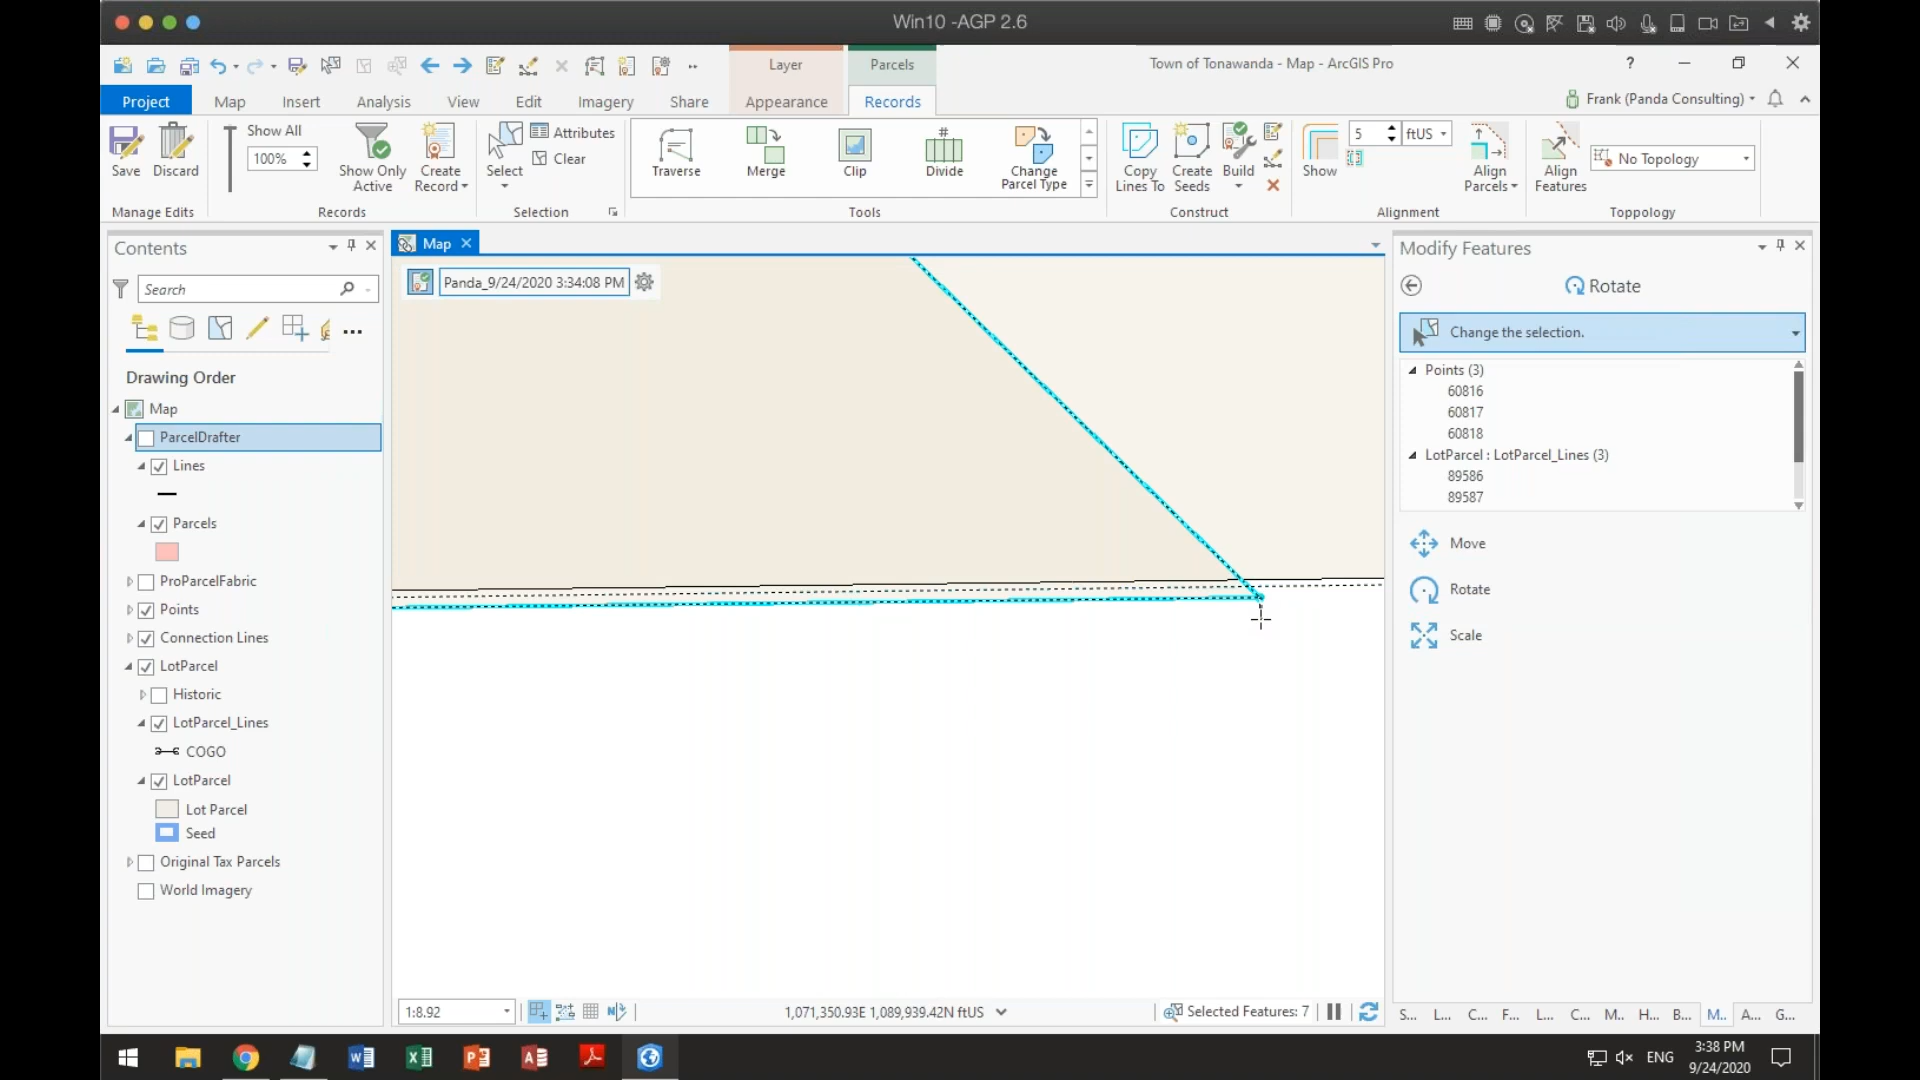 Win10 -AGP 2.6
Layer
Parcels
Town of Tonawanda - Map - ArcGIS Pro
?
Project
Map
Insert
Analysis
View
Edit
Imagery
Share
Appearance
Records
Frank (Panda Consulting)
Save
Discard
Manage Edits
Show All
100%
Show Only
Active
Create
Record
Records
Select
Attributes
Clear
Selection
Traverse
Merge
Clip
Divide
Change
Parcel Type
Tools
Copy
Lines To
Create
Seeds
Build
Construct
Show
5
ftUS
Align
Parcels
Alignment
Align
Features
No Topology
Toppology
Contents
Search
Drawing Order
Map
ParcelDrafter
Lines
Parcels
ProParcelFabric
Points
Connection Lines
LotParcel
Historic
LotParcel_Lines
COGO
LotParcel
Lot Parcel
Seed
Original Tax Parcels
World Imagery
Map
Panda_9/24/2020 3:34:08 PM
1:8.92
1,071,350.93E 1,089,939.42N ftUS
Selected Features: 7
Modify Features
Rotate
Change the selection.
Points (3)
60816
60817
60818
LotParcel : LotParcel_Lines (3)
89586
89587
Move
Rotate
Scale
S... L... C... F... L... C... M.. H... B... M.. A... G...
ENG
3:38 PM
9/24/2020